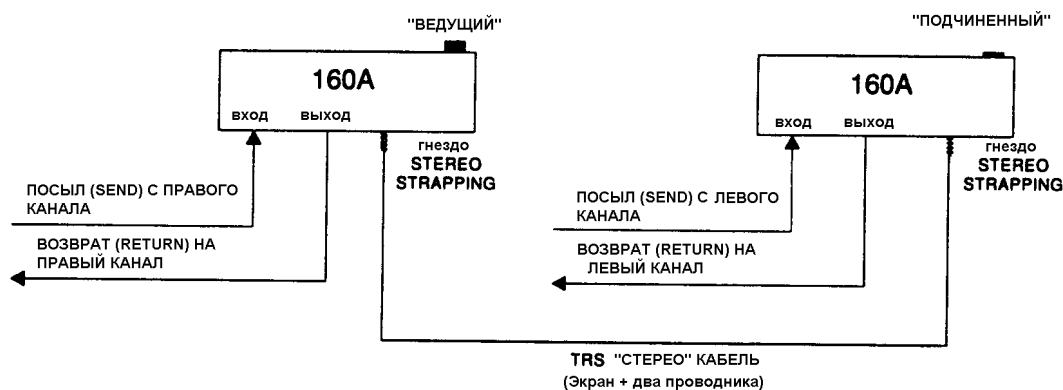 "ВЕДУЩИЙ"
160A
вход
выход
гнездо
STEREO
STRAPPING
ПОСЫЛ (SEND) С ПРАВОГО
КАНАЛА
ВОЗВРАТ (RETURN) НА
ПРАВЫЙ КАНАЛ
"ПОДЧИНЕННЫЙ"
160A
вход
выход
гнездо
STEREO
STRAPPING
ПОСЫЛ (SEND) С ЛЕВОГО
КАНАЛА
ВОЗВРАТ (RETURN) НА
ЛЕВЫЙ КАНАЛ
TRS "СТЕРЕО" КАБЕЛЬ
(Экран + два проводника)